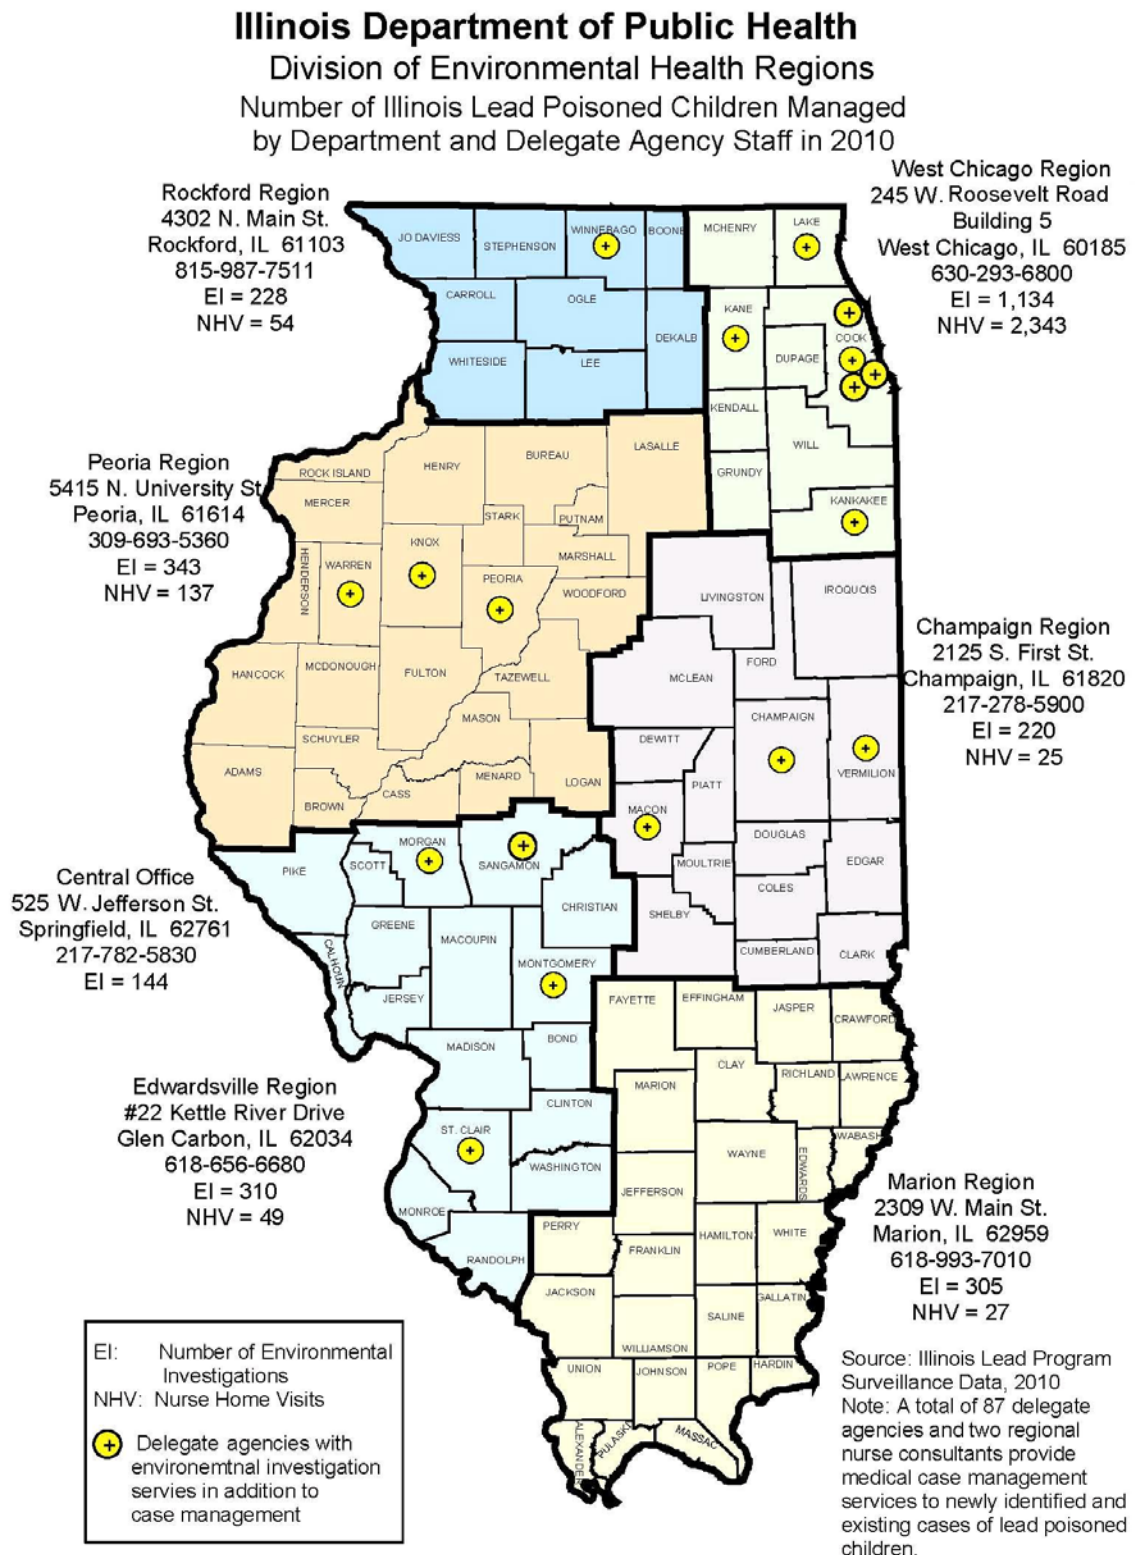 Illinois Department of Public Health
Division of Environmental Health Regions
Number of Illinois Lead Poisoned Children Managed
by Department and Delegate Agency Staff in 2010
West Chicago Region
245 W. Roosevelt Road
Building 5
West Chicago, IL 60185
630-293-6800
EI = 1,134
NHV = 2,343
Rockford Region
4302 N. Main St.
Rockford, IL 61103
815-987-7511
EI = 228
NHV = 54
JO DAVIESS
STEPHENSON
WINNEBAGO
BOONE
MCHENRY
LAKE
CARROLL
OGLE
DEKALB
KANE
COOK
DUPAGE
WHITESIDE
LEE
KENDALL
WILL
GRUNDY
KANKAKEE
Peoria Region
5415 N. University St
Peoria, IL 61614
309-693-5360
EI = 343
NHV = 137
ROCK ISLAND
HENRY
BUREAU
LASALLE
MERCER
STARK
PUTNAM
KNOX
MARSHALL
HENDERSON
WARREN
PEORIA
WOODFORD
HANCOCK
MCDONOUGH
FULTON
TAZEWELL
MASON
SCHUYLER
ADAMS
BROWN
CASS
MENARD
LOGAN
LIVINGSTON
IROQUOIS
FORD
MCLEAN
Champaign Region
2125 S. First St.
Champaign, IL 61820
217-278-5900
EI = 220
NHV = 25
CHAMPAIGN
DEWITT
VERMILION
PIATT
MACON
DOUGLAS
EDGAR
MOULTRIE
COLES
SHELBY
CUMBERLAND
CLARK
Central Office
525 W. Jefferson St.
Springfield, IL 62761
217-782-5830
EI = 144
PIKE
SCOTT
MORGAN
SANGAMON
CHRISTIAN
GREENE
MACOUPIN
CALHOUN
MONTGOMERY
JERSEY
BOND
MADISON
Edwardsville Region
#22 Kettle River Drive
Glen Carbon, IL 62034
618-656-6680
EI = 310
NHV = 49
CLINTON
ST. CLAIR
WASHINGTON
MONROE
RANDOLPH
FAYETTE
EFFINGHAM
JASPER
CRAWFORD
CLAY
RICHLAND
LAWRENCE
MARION
WABASH
WAYNE
EDWARDS
JEFFERSON
PERRY
FRANKLIN
HAMILTON
WHITE
JACKSON
SALINE
GALLATIN
WILLIAMSON
UNION
JOHNSON
POPE
HARDIN
ALEXANDER
PULASKI
MASSAC
Marion Region
2309 W. Main St.
Marion, IL 62959
618-993-7010
EI = 305
NHV = 27
EI: Number of Environmental
Investigations
NHV: Nurse Home Visits
Delegate agencies with
environemtnal investigation
servies in addition to
case management
Source: Illinois Lead Program
Surveillance Data, 2010
Note: A total of 87 delegate
agencies and two regional
nurse consultants provide
medical case management
services to newly identified and
existing cases of lead poisoned
children.